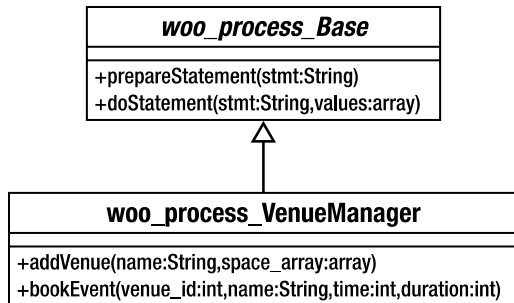 woo_process_Base
+prepareStatement(stmt:String)
+doStatement(stmt:String,values:array)
woo_process_VenueManager
+addVenue(name:String,space_array:array)
+bookEvent(venue_id:int,name:String,time:int,duration:int)